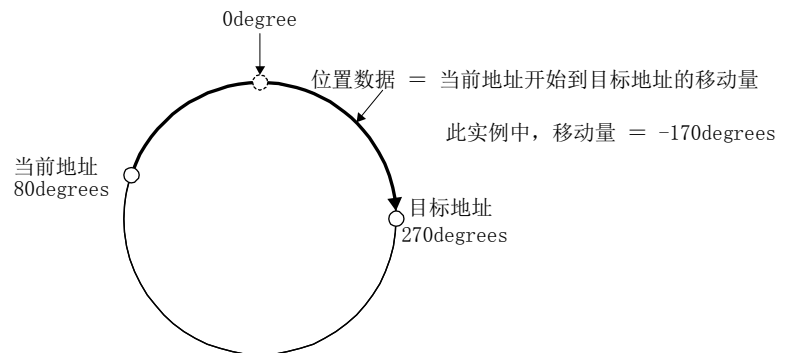 0degree
位置数据 = 当前地址开始到目标地址的移动量
此实例中, 移动量 = -170degrees
当前地址
80degrees
目标地址
270degrees